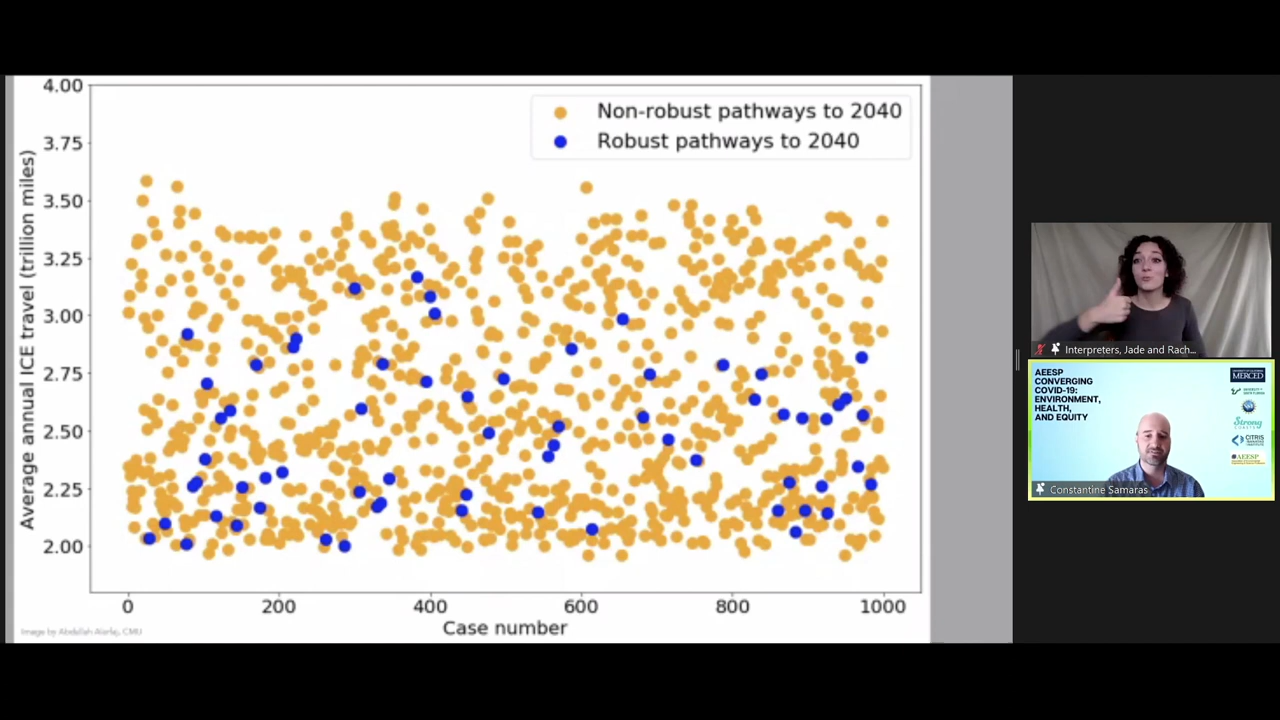 4.00
3.75
3.50
3.25
3.00
2.75
2.50
2.25
2.00
Average annual ICE travel (trillion miles)
Non-robust pathways to 2040
Robust pathways to 2040
0 200 400 600 800 1000
Case number
Image by Abdallah Alarfaj, CMU
Interpreters, Jade and Rach...
AEESP
CONVERGING
COVID-19:
ENVIRONMENT,
HEALTH,
AND EQUITY
MERCED
Strong
CITRIS
AEESP
Constantine Samaras